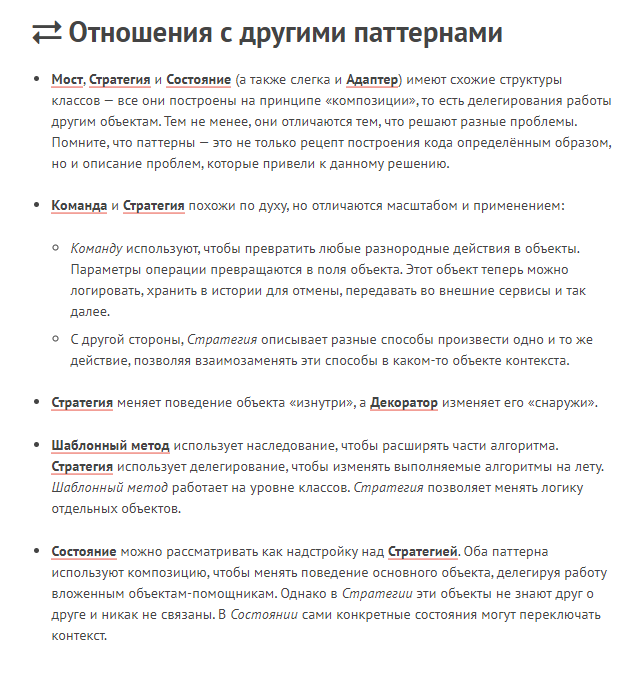 Отношения с другими паттернами
Мост, Стратегия и Состояние (а также слегка и Адаптер) имеют схожие структуры
классов — все они построены на принципе «композиции», то есть делегирования работы
другим объектам. Тем не менее, они отличаются тем, что решают разные проблемы.
Помните, что паттерны — это не только рецепт построения кода определённым образом,
но и описание проблем, которые привели к данному решению.
Команда и Стратегия похожи по духу, но отличаются масштабом и применением:
Команду используют, чтобы превратить любые разнородные действия в объекты.
Параметры операции превращаются в поля объекта. Этот объект теперь можно
логировать, хранить в истории для отмены, передавать во внешние сервисы и так
далее.
С другой стороны, Стратегия описывает разные способы произвести одно и то же
действие, позволяя взаимозаменять эти способы в каком-то объекте контекста.
Стратегия меняет поведение объекта «изнутри», а Декоратор изменяет его «снаружи».
Шаблонный метод использует наследование, чтобы расширять части алгоритма.
Стратегия использует делегирование, чтобы изменять выполняемые алгоритмы на лету.
Шаблонный метод работает на уровне классов. Стратегия позволяет менять логику
отдельных объектов.
Состояние можно рассматривать как надстройку над Стратегией. Оба паттерна
используют композицию, чтобы менять поведение основного объекта, делегируя работу
вложенным объектам-помощникам. Однако в Стратегии эти объекты не знают друг о
друге и никак не связаны. В Состоянии сами конкретные состояния могут переключать
контекст.